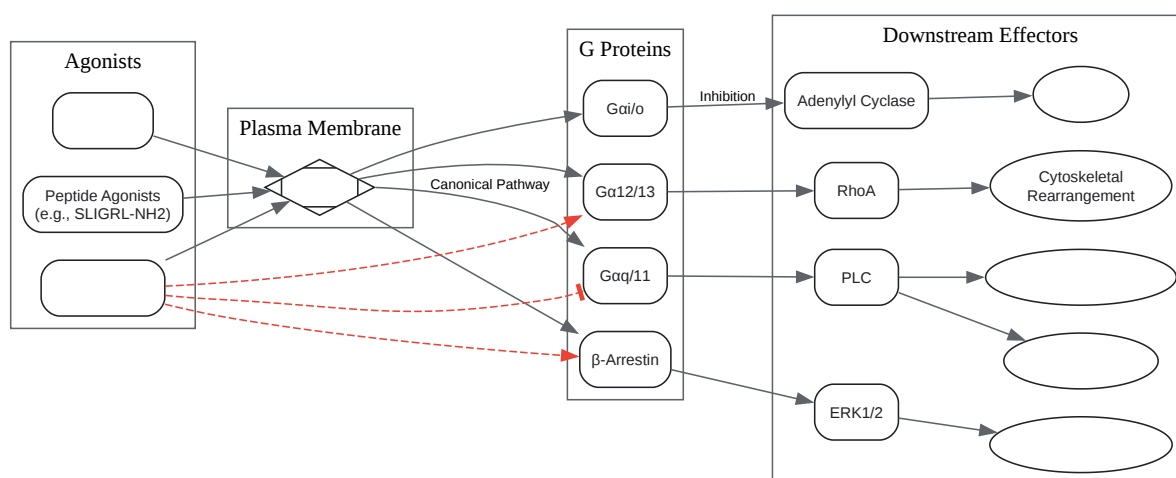 Agonists
Peptide Agonists
(e.g., SLIGRL-NH2)
Plasma Membrane
Canonical Pathway
G Proteins
Gαi/o
Gα12/13
Gαq/11
β-Arrestin
Inhibition
Downstream Effectors
Adenylyl Cyclase
RhoA
Cytoskeletal
Rearrangement
PLC
ERK1/2